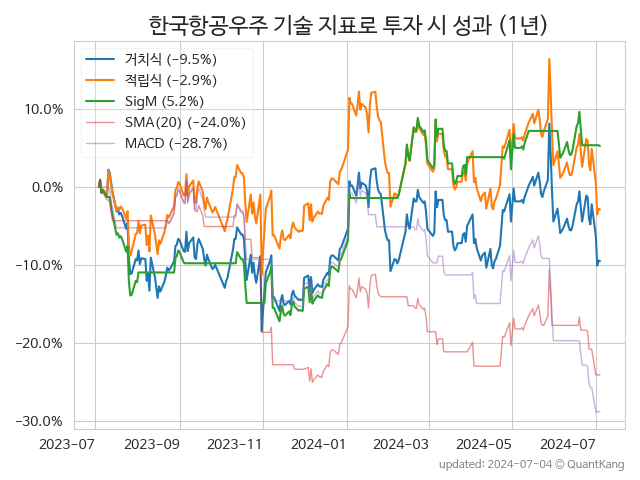 한국항공우주 기술 지표로 투자 시 성과 (1년)
거치식 (−9.5%)
적립식 (−2.9%)
SigM (5.2%)
SMA(20) (−24.0%)
MACD (−28.7%)
10.0%
0.0%
−10.0%
−20.0%
−30.0%
2023-07 2023-09 2023-11 2024-01 2024-03 2024-05 2024-07
updated: 2024-07-04 © QuantKang